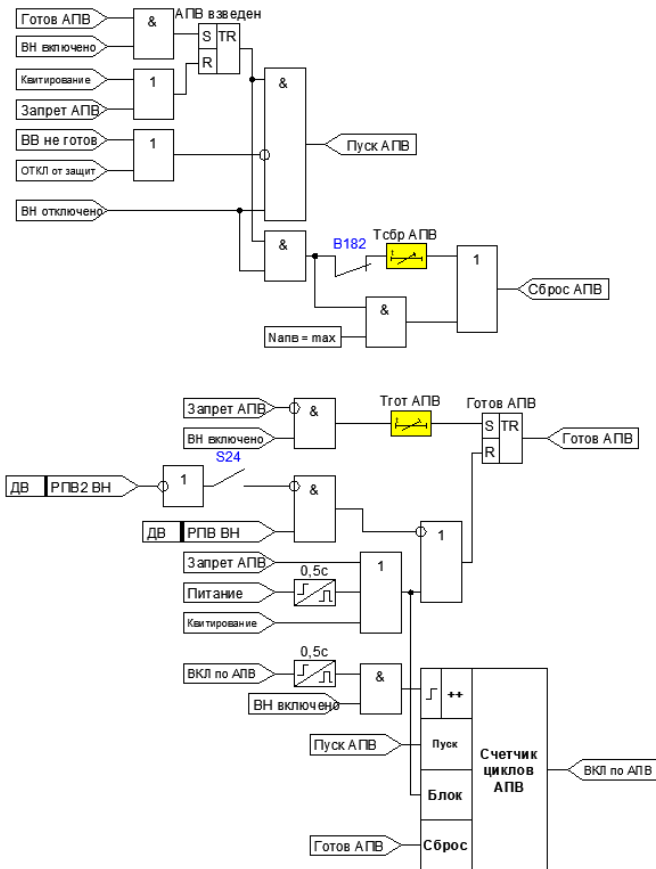 Готов АПВ
&
АПВ взведен
ВН включено
S TR
R
&
Квитирование
1
Запрет АПВ
ВВ не готов
1
Пуск АПВ
ОТКЛ от защит
ВН отключено
&
B182
Тсбр АПВ
1
Сброс АПВ
&
Nапв = max
Запрет АПВ
&
Тгот АПВ
Готов АПВ
S TR
R
Готов АПВ
ВН включено
S24
ДВ РПВ2 ВН
1
&
ДВ РПВ ВН
1
Запрет АПВ
0,5с
1
Питание
Квитирование
0,5с
ВКЛ по АПВ
&
ВН включено
++
Пуск АПВ
Пуск
Счетчик
циклов
АПВ
ВКЛ по АПВ
Блок
Готов АПВ
Сброс